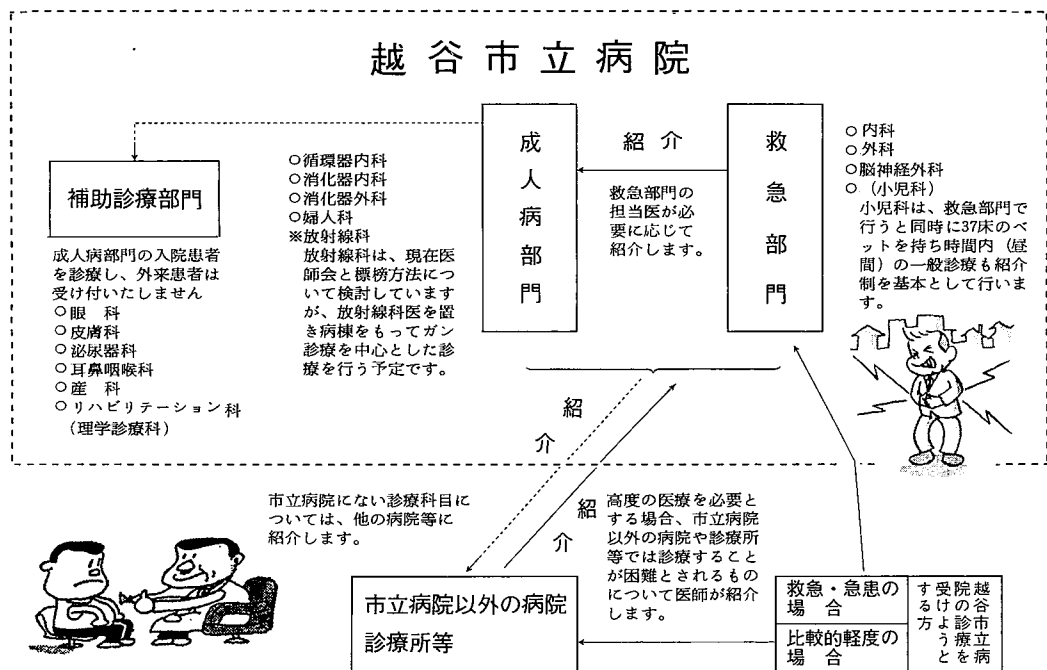 越谷市立病院
補助診療部門
成人病部門の入院患者
を診療し、外来患者は
受け付いたしません
○眼　科
○皮膚科
○泌尿器科
○耳鼻咽喉科
○産　科
○リハビリテーション科
(理学診療科)
○循環器内科
○消化器内科
○消化器外科
○婦人科
※放射線科
放射線科は、現在医
師会と標榜方法につ
いて検討しています
が、放射線科医を置
き病棟をもってガン
診療を中心とした診
療を行う予定です。
成人病部門
紹　介
救急部門の
担当医が必
要に応じて
紹介します。
救急部門
○内科
○外科
○脳神経外科
○（小児科）
小児科は、救急部門で
行うと同時に37床のベ
ットを持ち時間内（昼
間）の一般診療も紹介
制を基本として行いま
す。
紹介
紹介
市立病院にない診療科目に
ついては、他の病院等に
紹介します。
高度の医療を必要と
する場合、市立病院
以外の病院や診療所
等では診療すること
が困難とされるもの
について医師が紹介
します。
市立病院以外の病院
診療所等
救急・急患の
場　合
比較的軽度の
場　合
越谷市立病
院の診療を
受けようと
する方